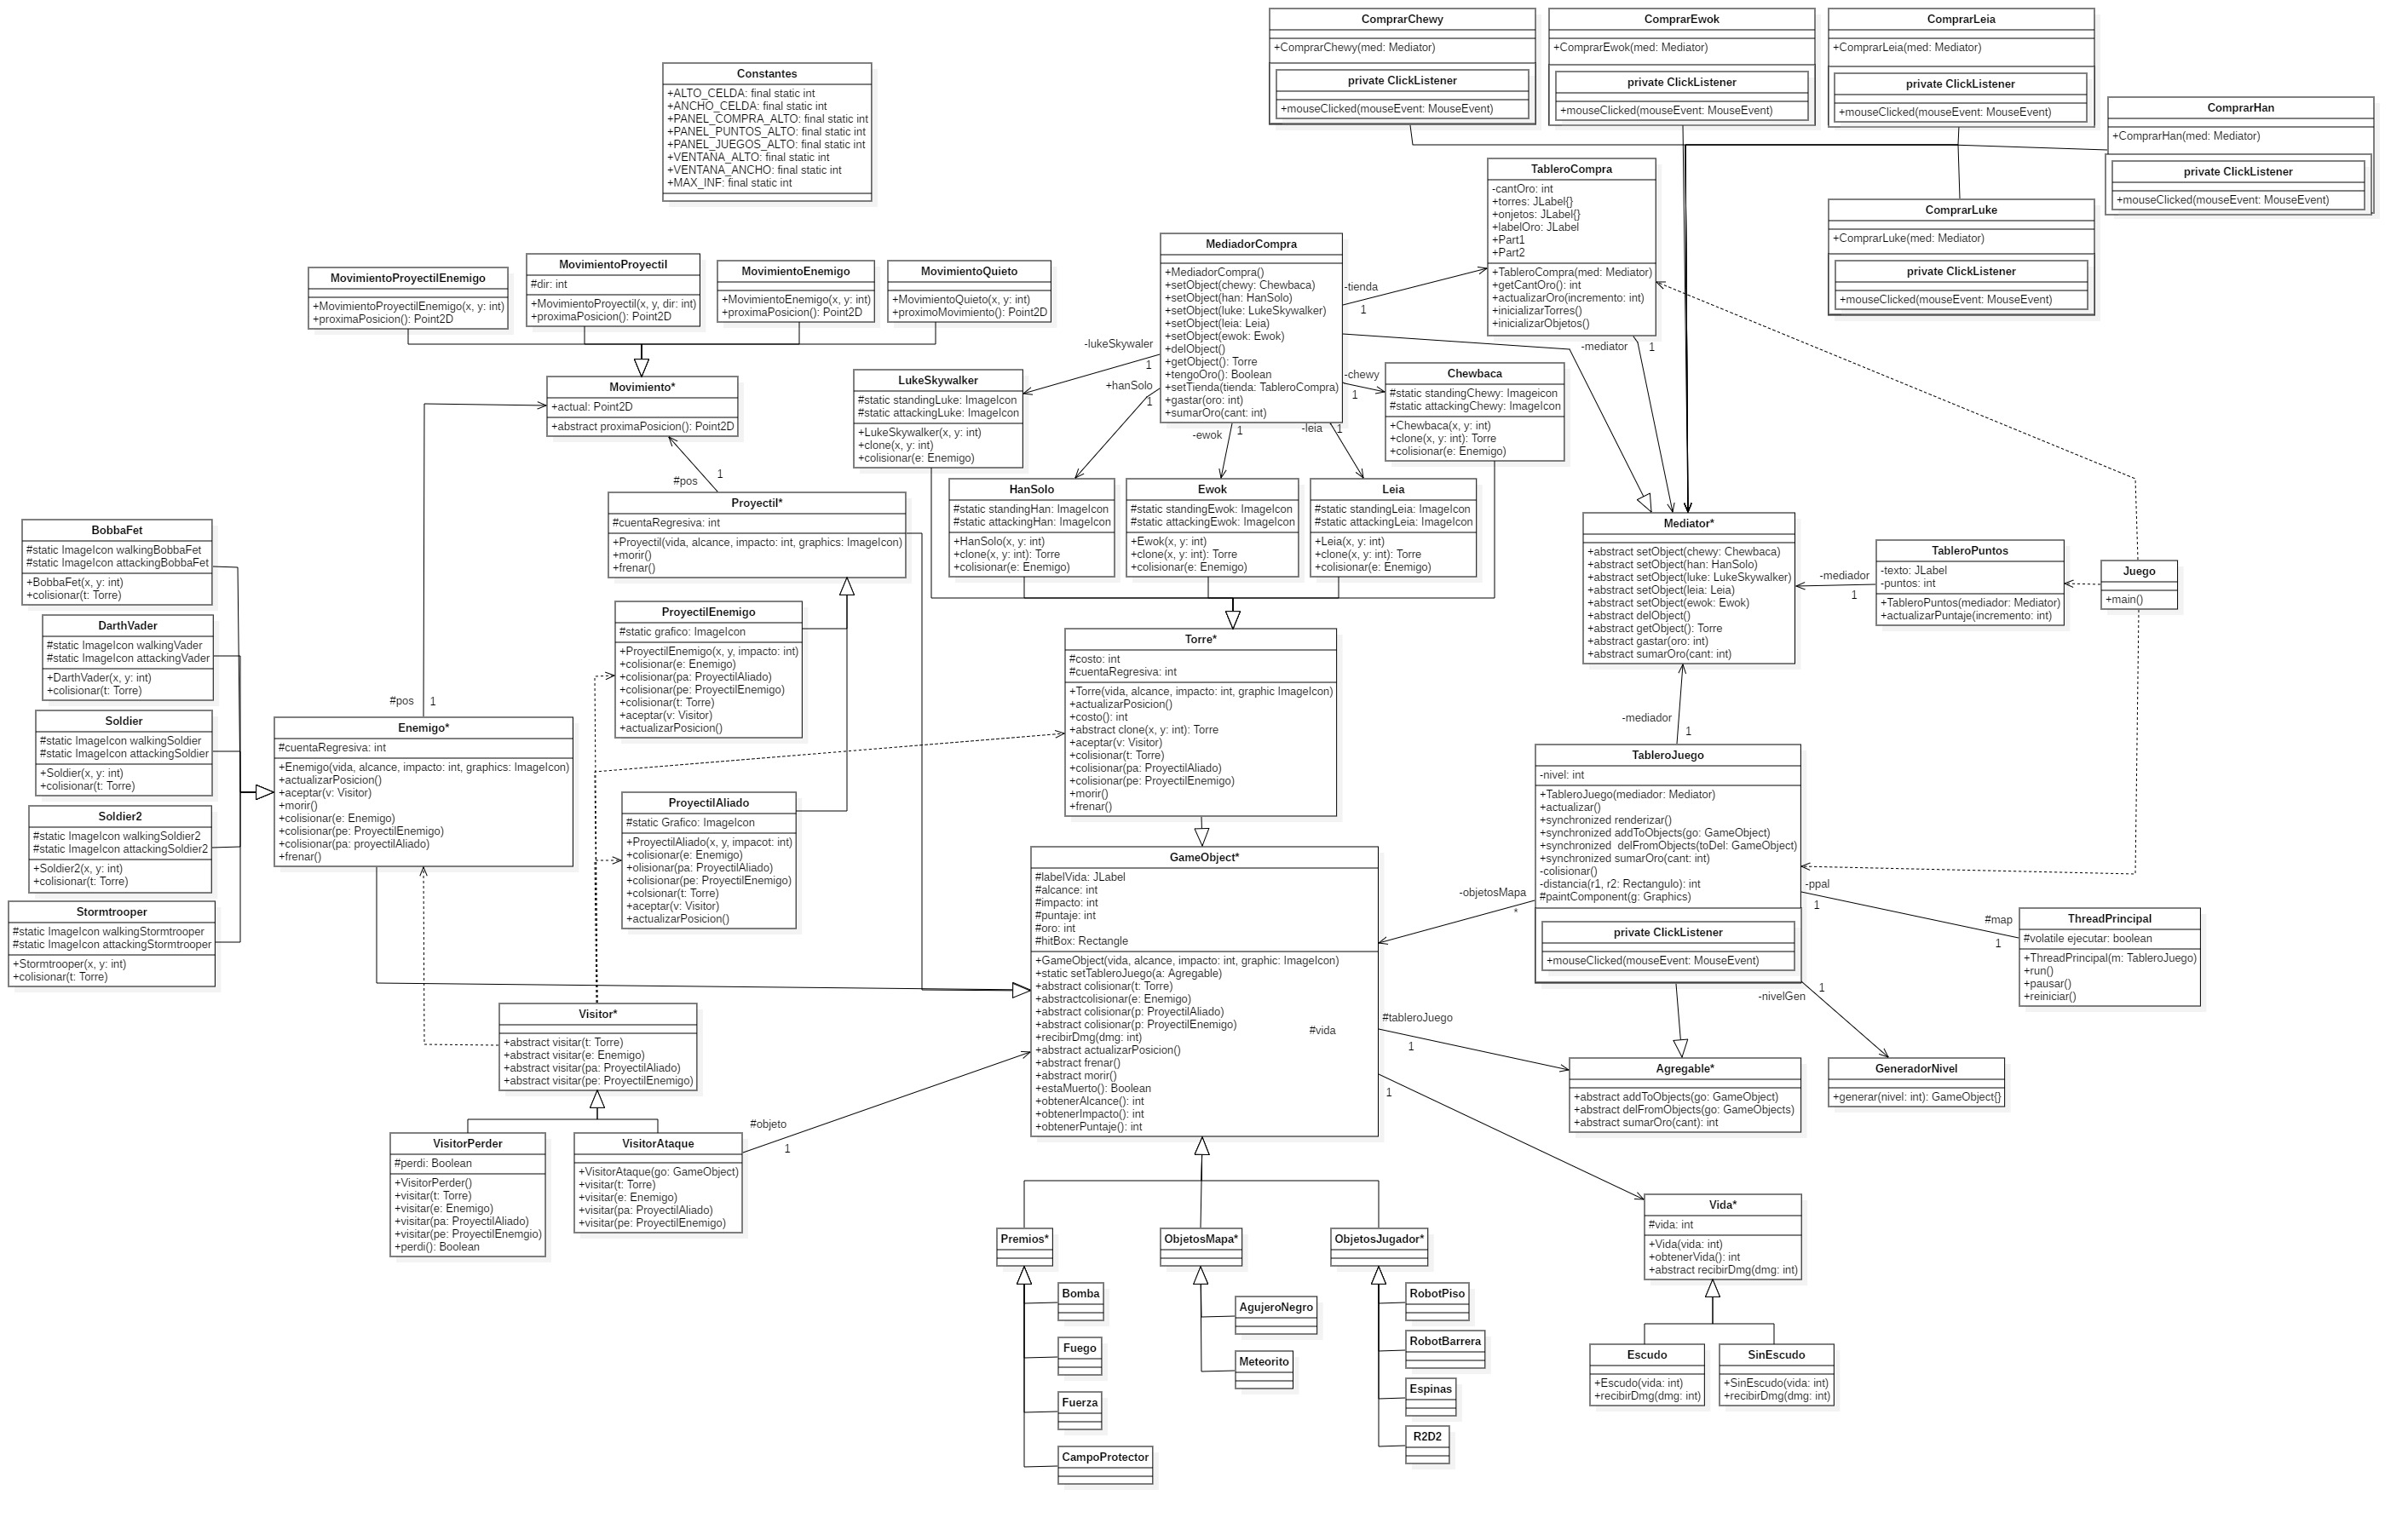 ComprarChewy
+ComprarChewy(med: Mediator)
private ClickListener
+mouseClicked(mouseEvent: MouseEvent)
ComprarEwok
+ComprarEwok(med: Mediator)
private ClickListener
+mouseClicked(mouseEvent: MouseEvent)
ComprarLeia
+ComprarLeia(med: Mediator)
private ClickListener
+mouseClicked(mouseEvent: MouseEvent)
ComprarHan
+ComprarHan(med: Mediator)
private ClickListener
+mouseClicked(mouseEvent: MouseEvent)
ComprarLuke
+ComprarLuke(med: Mediator)
private ClickListener
+mouseClicked(mouseEvent: MouseEvent)
Constantes
+ALTO_CELDA: final static int
+ANCHO_CELDA: final static int
+PANEL_COMPRA_ALTO: final static int
+PANEL_PUNTOS_ALTO: final static int
+PANEL_JUEGOS_ALTO: final static int
+VENTANA_ALTO: final static int
+VENTANA_ANCHO: final static int
+MAX_INF: final static int
TableroCompra
-cantOro: int
+torres: JLabel{}
+onjetos: JLabel{}
+labelOro: JLabel
+Part1
+Part2
+TableroCompra(med: Mediator)
+getCantOro(): int
+actualizarOro(incremento: int)
+inicializarTorres()
+inicializarObjetos()
MediadorCompra
+MediadorCompra()
+setObject(chewy: Chewbaca)
+setObject(han: HanSolo)
+setObject(luke: LukeSkywalker)
+setObject(leia: Leia)
+setObject(ewok: Ewok)
+delObject()
+getObject(): Torre
+tengoOro(): Boolean
+setTienda(tienda: TableroCompra)
+gastar(oro: int)
+sumarOro(cant: int)
-tienda
1
-mediator
1
-lukeSkywaler
1
+hanSolo
1
-chewy
1
-ewok
1
-leia
1
MovimientoProyectilEnemigo
+MovimientoProyectilEnemigo(x, y: int)
+proximaPosicion(): Point2D
MovimientoProyectil
#dir: int
+MovimientoProyectil(x, y, dir: int)
+proximaPosicion(): Point2D
MovimientoEnemigo
+MovimientoEnemigo(x, y: int)
+proximaPosicion(): Point2D
MovimientoQuieto
+MovimientoQuieto(x, y: int)
+proximoMovimiento(): Point2D
Movimiento*
+actual: Point2D
+abstract proximaPosicion(): Point2D
LukeSkywalker
#static standingLuke: ImageIcon
#static attackingLuke: ImageIcon
+LukeSkywalker(x, y: int)
+clone(x, y: int)
+colisionar(e: Enemigo)
Chewbaca
#static standingChewy: Imageicon
#static attackingChewy: ImageIcon
+Chewbaca(x, y: int)
+clone(x, y: int): Torre
+colisionar(e: Enemigo)
HanSolo
#static standingHan: ImageIcon
#static attackingHan: ImageIcon
+HanSolo(x, y: int)
+clone(x, y: int): Torre
+colisionar(e: Enemigo)
Ewok
#static standingEwok: ImageIcon
#static attackingEwok: ImageIcon
+Ewok(x, y: int)
+clone(x, y: int): Torre
+colisionar(e: Enemigo)
Leia
#static standingLeia: ImageIcon
#static attackingLeia: ImageIcon
+Leia(x, y: int)
+clone(x, y: int): Torre
+colisionar(e: Enemigo)
#pos
1
Proyectil*
#cuentaRegresiva: int
+Proyectil(vida, alcance, impacto: int, graphics: ImageIcon)
+morir()
+frenar()
Mediator*
+abstract setObject(chewy: Chewbaca)
+abstract setObject(han: HanSolo)
+abstract setObject(luke: LukeSkywalker)
+abstract setObject(leia: Leia)
+abstract setObject(ewok: Ewok)
+abstract delObject()
+abstract getObject(): Torre
+abstract gastar(oro: int)
+abstract sumarOro(cant: int)
-mediador
1
TableroPuntos
-texto: JLabel
-puntos: int
+TableroPuntos(mediador: Mediator)
+actualizarPuntaje(incremento: int)
Juego
+main()
BobbaFet
#static ImageIcon walkingBobbaFet
#static ImageIcon attackingBobbaFet
+BobbaFet(x, y: int)
+colisionar(t: Torre)
DarthVader
#static ImageIcon walkingVader
#static ImageIcon attackingVader
+DarthVader(x, y: int)
+colisionar(t: Torre)
Soldier
#static ImageIcon walkingSoldier
#static ImageIcon attackingSoldier
+Soldier(x, y: int)
+colisionar(t: Torre)
Soldier2
#static ImageIcon walkingSoldier2
#static ImageIcon attackingSoldier2
+Soldier2(x, y: int)
+colisionar(t: Torre)
Stormtrooper
#static ImageIcon walkingStormtrooper
#static ImageIcon attackingStormtrooper
+Stormtrooper(x, y: int)
+colisionar(t: Torre)
#pos
1
Enemigo*
#cuentaRegresiva: int
+Enemigo(vida, alcance, impacto: int, graphics: ImageIcon)
+actualizarPosicion()
+aceptar(v: Visitor)
+morir()
+colisionar(e: Enemigo)
+colisionar(pe: ProyectilEnemigo)
+colisionar(pa: proyectilAliado)
+frenar()
ProyectilEnemigo
#static grafico: ImageIcon
+ProyectilEnemigo(x, y, impacto: int)
+colisionar(e: Enemigo)
+colisionar(pa: ProyectilAliado)
+colisionar(pe: ProyectilEnemigo)
+colisionar(t: Torre)
+aceptar(v: Visitor)
+actualizarPosicion()
ProyectilAliado
#static Grafico: ImageIcon
+ProyectilAliado(x, y, impacot: int)
+colisionar(e: Enemigo)
+olisionar(pa: ProyectilAliado)
+colisionar(pe: ProyectilEnemigo)
+colsionar(t: Torre)
+aceptar(v: Visitor)
+actualizarPosicion()
Torre*
#costo: int
#cuentaRegresiva: int
+Torre(vida, alcance, impacto: int, graphic ImageIcon)
+actualizarPosicion()
+costo(): int
+abstract clone(x, y: int): Torre
+aceptar(v: Visitor)
+colisionar(t: Torre)
+colisionar(pa: ProyectilAliado)
+colisionar(pe: ProyectilEnemigo)
+morir()
+frenar()
-mediador
1
TableroJuego
-nivel: int
+TableroJuego(mediador: Mediator)
+actualizar()
+synchronized renderizar()
+synchronized addToObjects(go: GameObject)
+synchronized  delFromObjects(toDel: GameObject)
+synchronized sumarOro(cant: int)
-colisionar()
-distancia(r1, r2: Rectangulo): int
#paintComponent(g: Graphics)
private ClickListener
+mouseClicked(mouseEvent: MouseEvent)
-objetosMapa
*
-ppal
1
#map
1
ThreadPrincipal
#volatile ejecutar: boolean
+ThreadPrincipal(m: TableroJuego)
+run()
+pausar()
+reiniciar()
-nivelGen
1
GameObject*
#labelVida: JLabel
#alcance: int
#impacto: int
#puntaje: int
#oro: int
#hitBox: Rectangle
+GameObject(vida, alcance, impacto: int, graphic: ImageIcon)
+static setTableroJuego(a: Agregable)
+abstract colisionar(t: Torre)
+abstractcolisionar(e: Enemigo)
+abstract colisionar(p: ProyectilAliado)
+abstract colisionar(p: ProyectilEnemigo)
+recibirDmg(dmg: int)
+abstract actualizarPosicion()
+abstract frenar()
+abstract morir()
+estaMuerto(): Boolean
+obtenerAlcance(): int
+obtenerImpacto(): int
+obtenerPuntaje(): int
#vida
1
#tableroJuego
1
Agregable*
+abstract addToObjects(go: GameObject)
+abstract delFromObjects(go: GameObjects)
+abstract sumarOro(cant): int
GeneradorNivel
+generar(nivel: int): GameObject{}
Visitor*
+abstract visitar(t: Torre)
+abstract visitar(e: Enemigo)
+abstract visitar(pa: ProyectilAliado)
+abstract visitar(pe: ProyectilEnemigo)
VisitorPerder
#perdi: Boolean
+VisitorPerder()
+visitar(t: Torre)
+visitar(e: Enemigo)
+visitar(pa: ProyectilAliado)
+visitar(pe: ProyectilEnemgio)
+perdi(): Boolean
VisitorAtaque
+VisitorAtaque(go: GameObject)
+visitar(t: Torre)
+visitar(e: Enemigo)
+visitar(pa: ProyectilAliado)
+visitar(pe: ProyectilEnemigo)
#objeto
1
Premios*
Bomba
Fuego
Fuerza
CampoProtector
ObjetosMapa*
AgujeroNegro
Meteorito
ObjetosJugador*
RobotPiso
RobotBarrera
Espinas
R2D2
Vida*
#vida: int
+Vida(vida: int)
+obtenerVida(): int
+abstract recibirDmg(dmg: int)
Escudo
+Escudo(vida: int)
+recibirDmg(dmg: int)
SinEscudo
+SinEscudo(vida: int)
+recibirDmg(dmg: int)